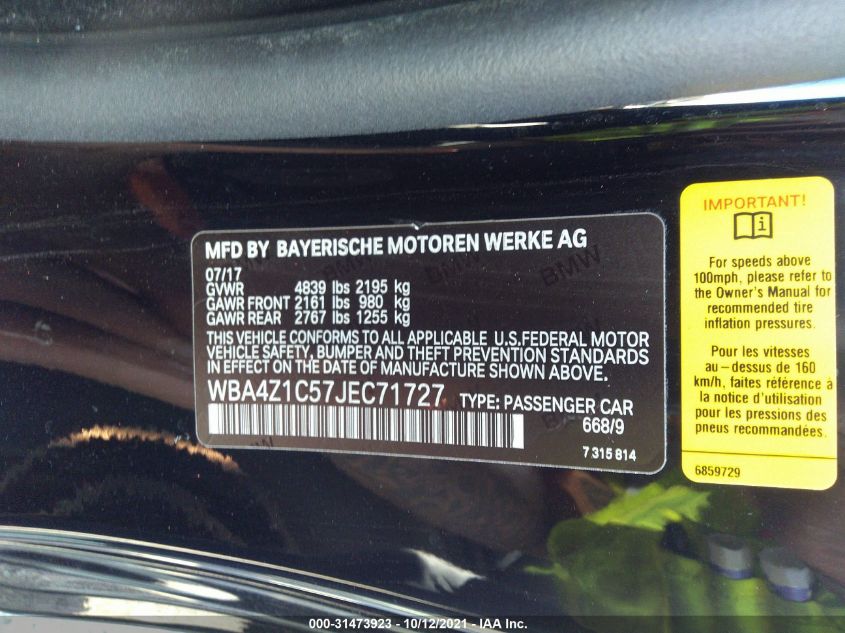 MFD BY BAYERISCHE MOTOREN WERKE AG
07/17
GVWR 4839 lbs 2195 kg
GAWR FRONT 2161 lbs 980 kg
GAWR REAR 2767 lbs 1255 kg
THIS VEHICLE CONFORMS TO ALL APPLICABLE U.S.FEDERAL MOTOR
VEHICLE SAFETY, BUMPER AND THEFT PREVENTION STANDARDS
IN EFFECT ON THE DATE OF MANUFACTURE SHOWN ABOVE.
WBA4Z1C57JEC71727 TYPE: PASSENGER CAR
668/9
7 315 814
BMW
BMW
IMPORTANT!
For speeds above
100mph, please refer to
the Owner's Manual for
recommended tire
inflation pressures.
Pour les vitesses
au-dessus de 160
km/h, faites référence à
la notice d'utilisation
pour les pressions des
pneus recommandées.
6859729
000-31473923 - 10/12/2021 - IAA Inc.